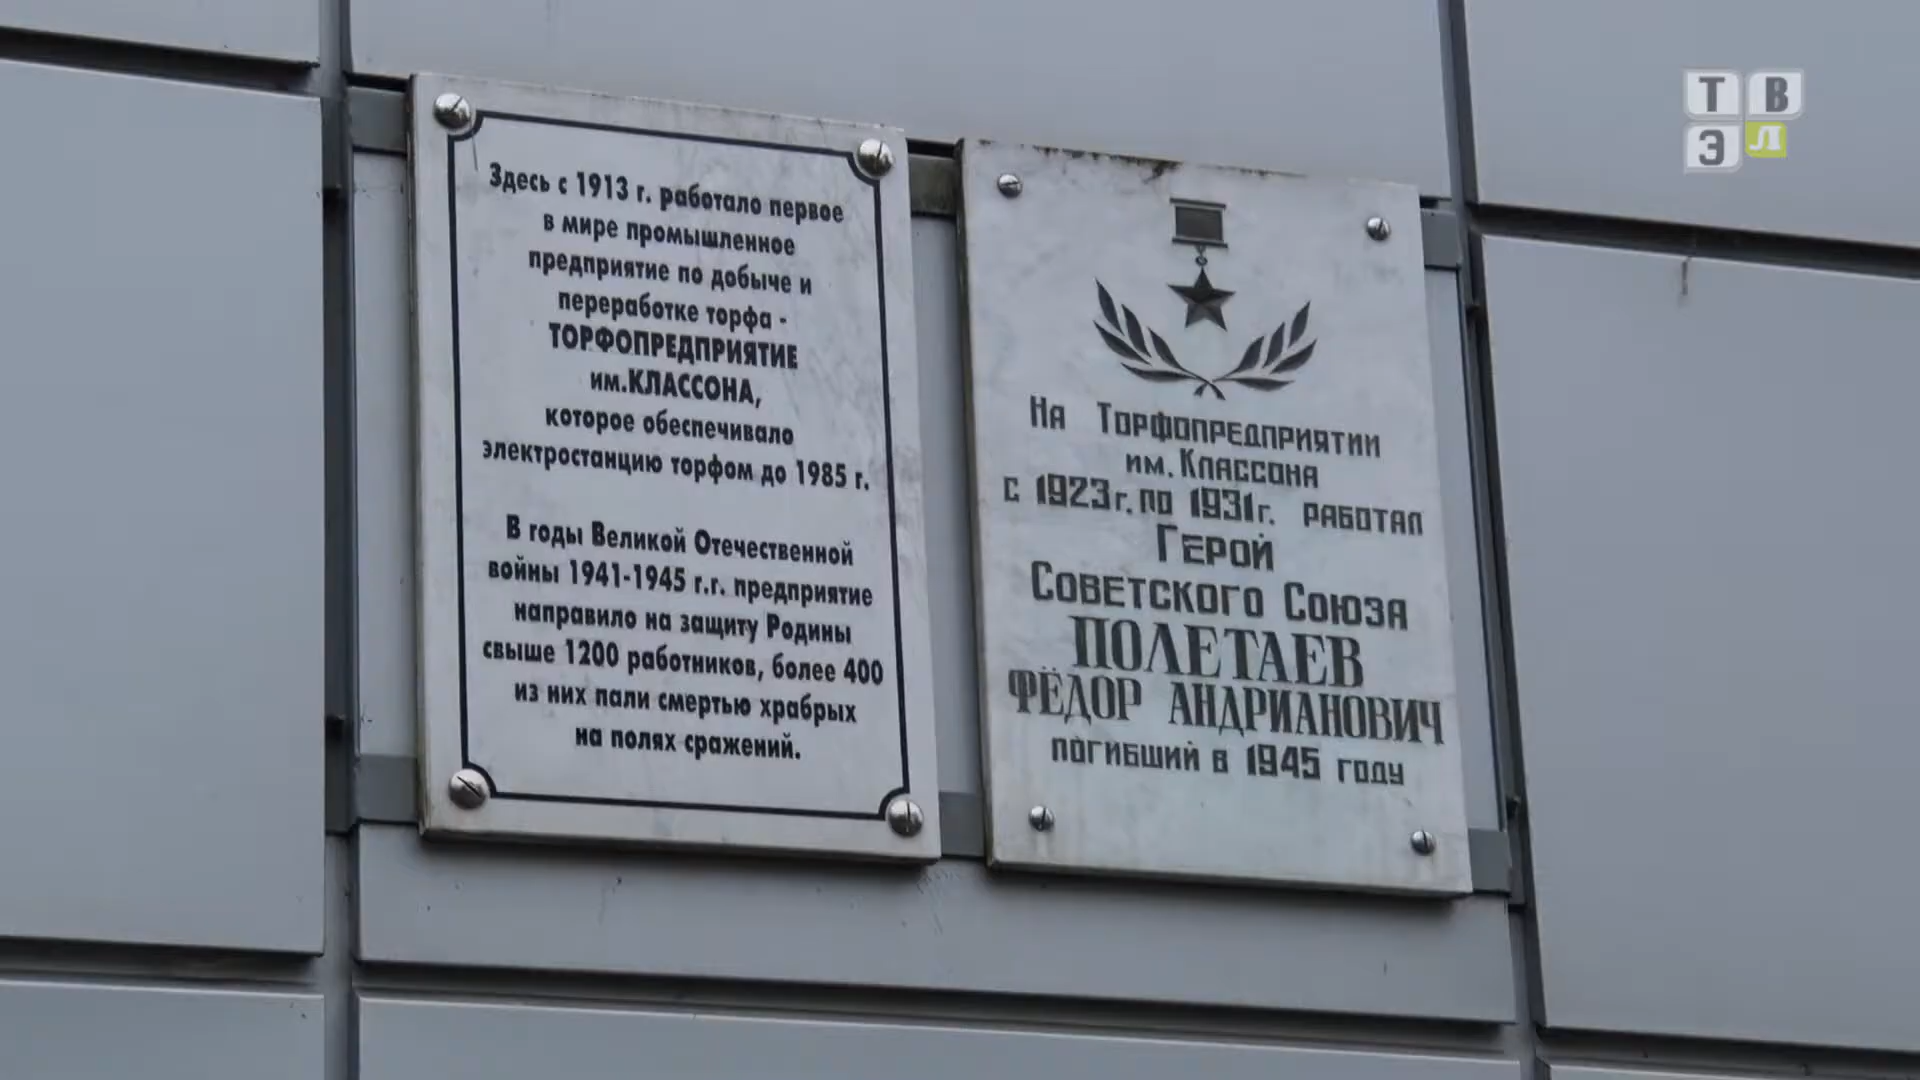 Здесь с 1913 г. работало первое
в мире промышленное
предприятие по добыче и
переработке торфа -
ТОРФОПРЕДПРИЯТИЕ
им.КЛАССОНА,
которое обеспечивало
электростанцию торфом до 1985 г.
В годы Великой Отечественной
войны 1941-1945 г.г. предприятие
направило на защиту Родины
свыше 1200 работников, более 400
из них пали смертью храбрых
на полях сражений.
На Торфопредприятии
им. Классона
с 1923г. по 1931г. работал
Герой
Советского Союза
ПОЛЕТАЕВ
ФЁДОР АНДРИАНОВИЧ
погибший в 1945 году
ТВ
ЭЛ